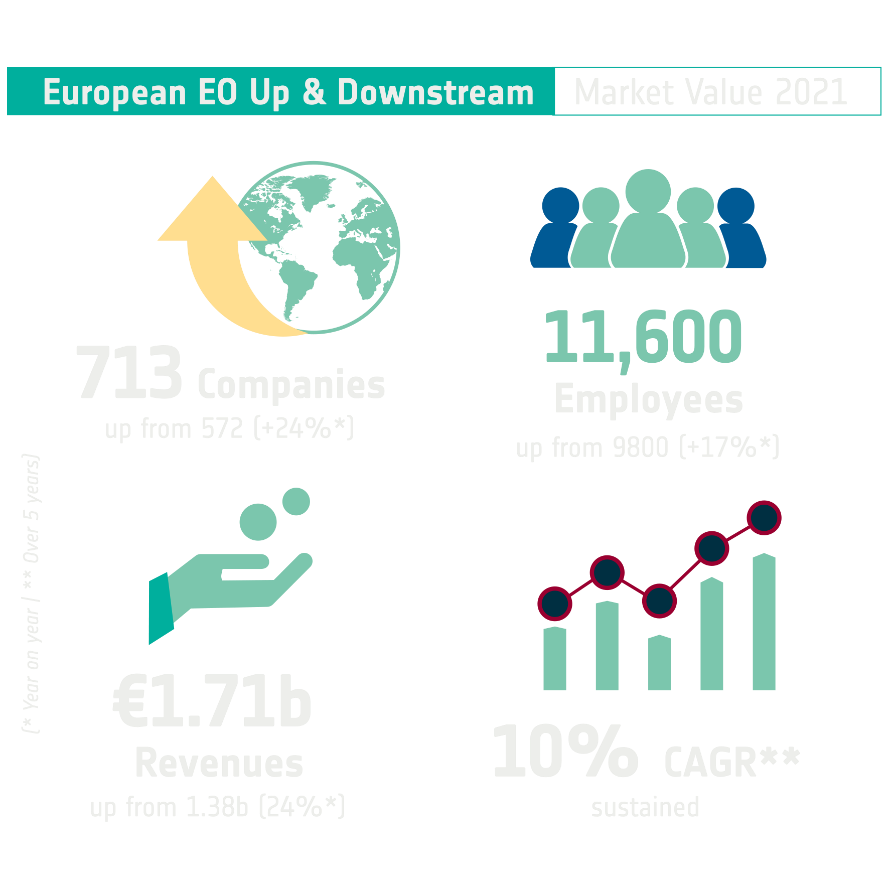 European EO Up & Downstream Market Value 2021
713 Companies
up from 572 (+24%*)
11,600
Employees
up from 9800 (+17%*)
€1.71b
Revenues
up from 1.38b (24%*)
10% CAGR**
sustained
(* Year on year | ** Over 5 years)